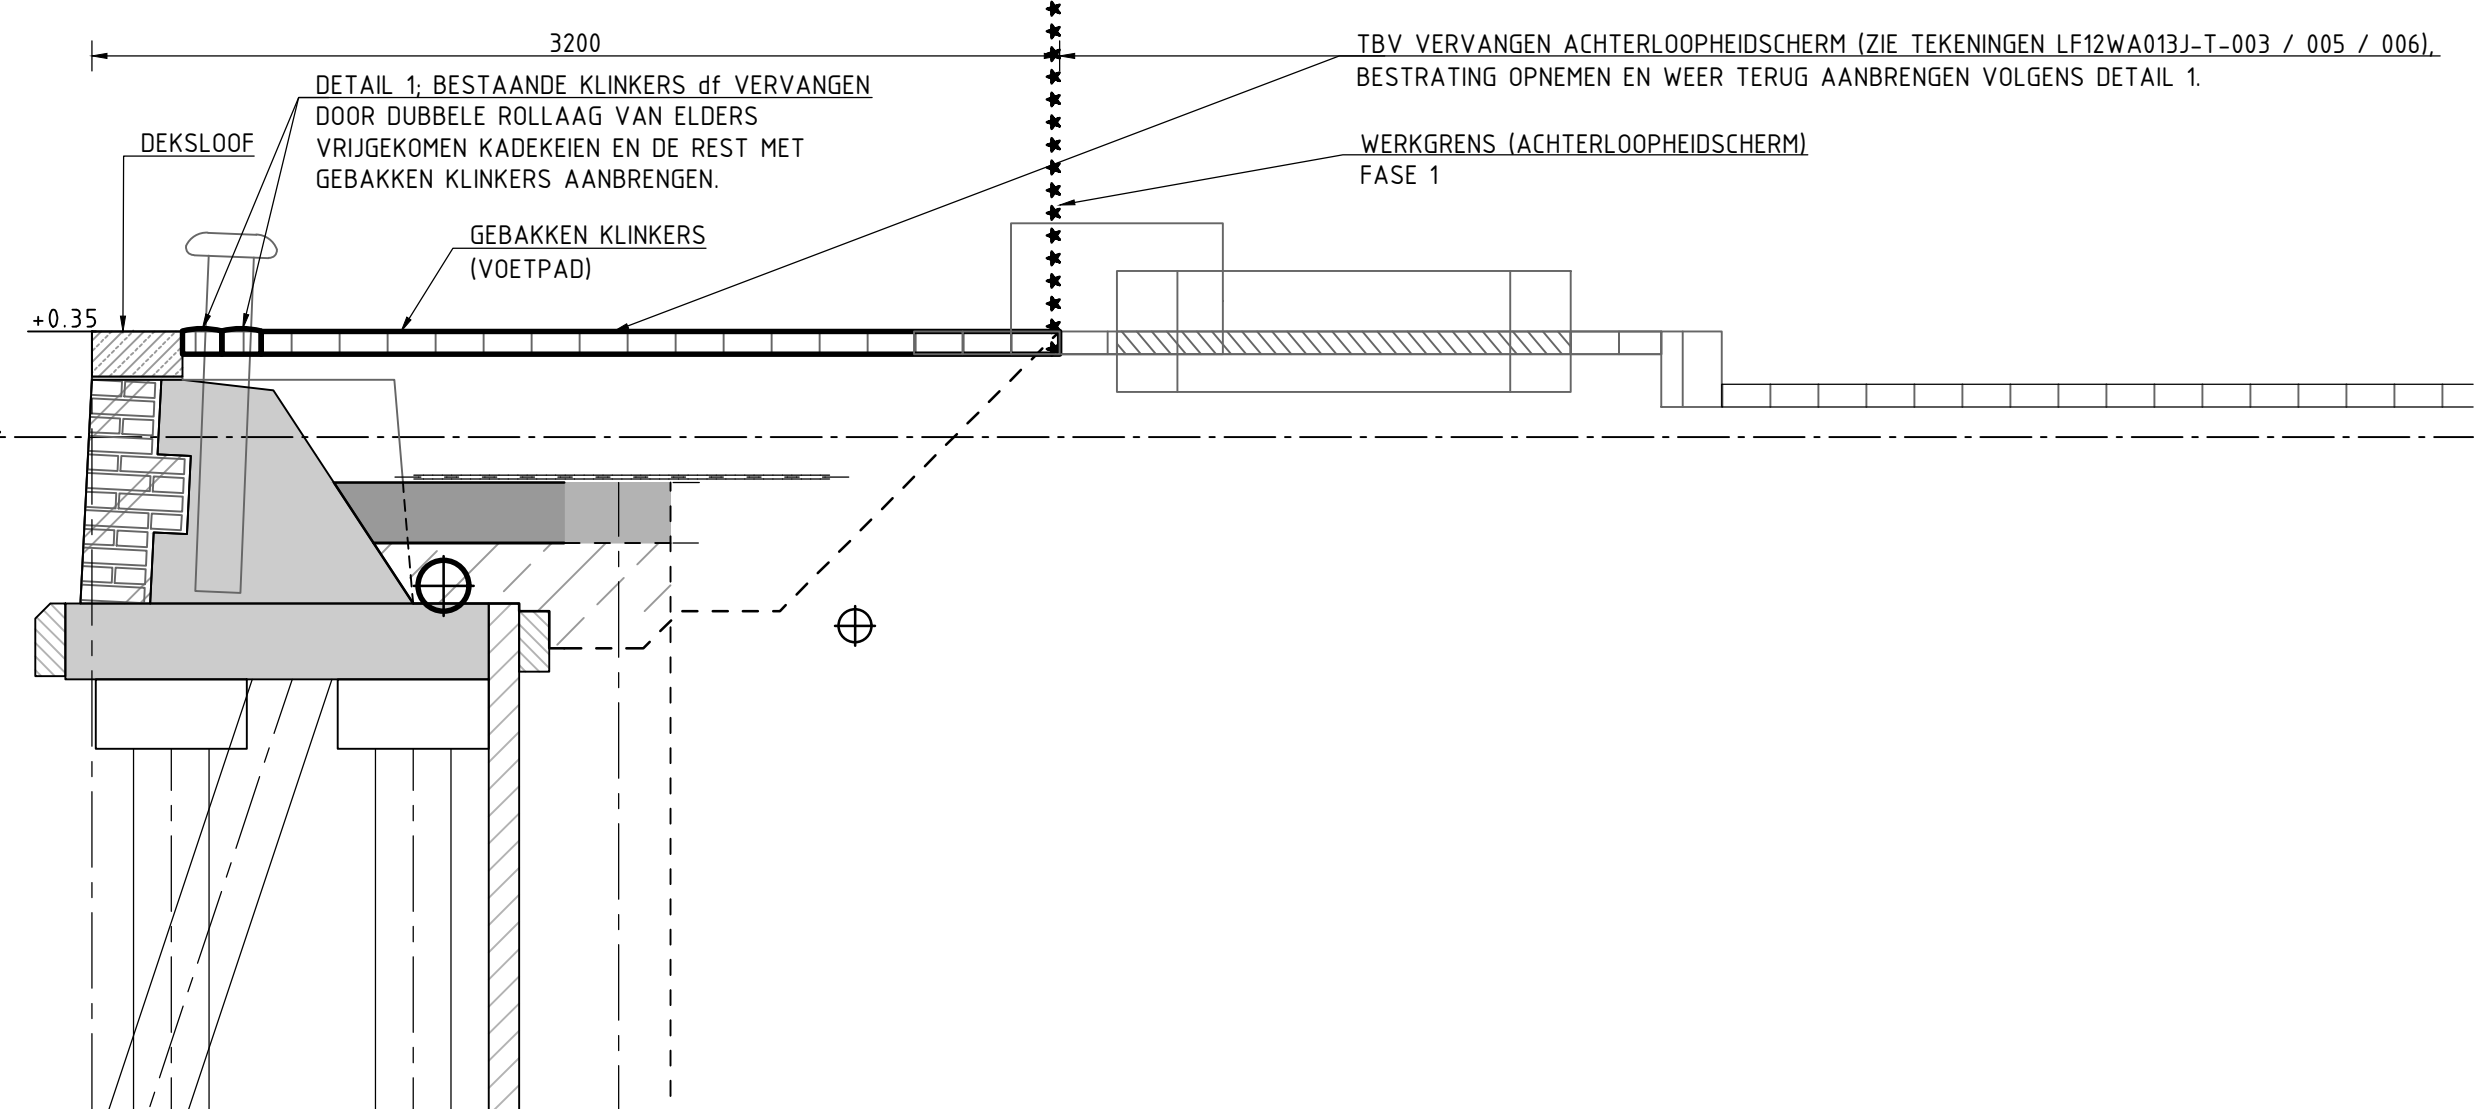 3200
TBV VERVANGEN ACHTERLOOPHEIDSCHERM (ZIE TEKENINGEN LF12WA013J-T-003 / 005 / 006),
BESTRATING OPNEMEN EN WEER TERUG AANBRENGEN VOLGENS DETAIL 1.
DETAIL 1; BESTAANDE KLINKERS df VERVANGEN
DOOR DUBBELE ROLLAAG VAN ELDERS
VRIJGEKOMEN KADEKEIEN EN DE REST MET
GEBAKKEN KLINKERS AANBRENGEN.
DEKSLOOF
WERKGRENS (ACHTERLOOPHEIDSCHERM)
FASE 1
GEBAKKEN KLINKERS
(VOETPAD)
+0.35